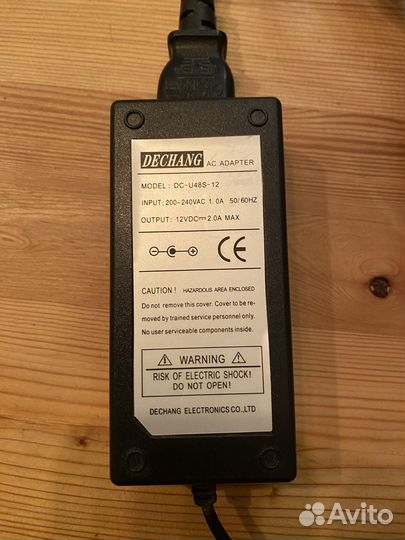 DECHANG AC ADAPTER
MODEL: DC-U48S-12
INPUT: 200-240VAC 1.0A 50/60HZ
OUTPUT: 12VDC⎓2.0A MAX
CE
CAUTION! HAZARDOUS AREA ENCLOSED
Do not remove this cover. Cover to be re-
moved by trained service personnel only.
No user serviceable components inside.
WARNING
RISK OF ELECTRIC SHOCK!
DO NOT OPEN!
DECHANG ELECTRONICS CO.,LTD
Avito